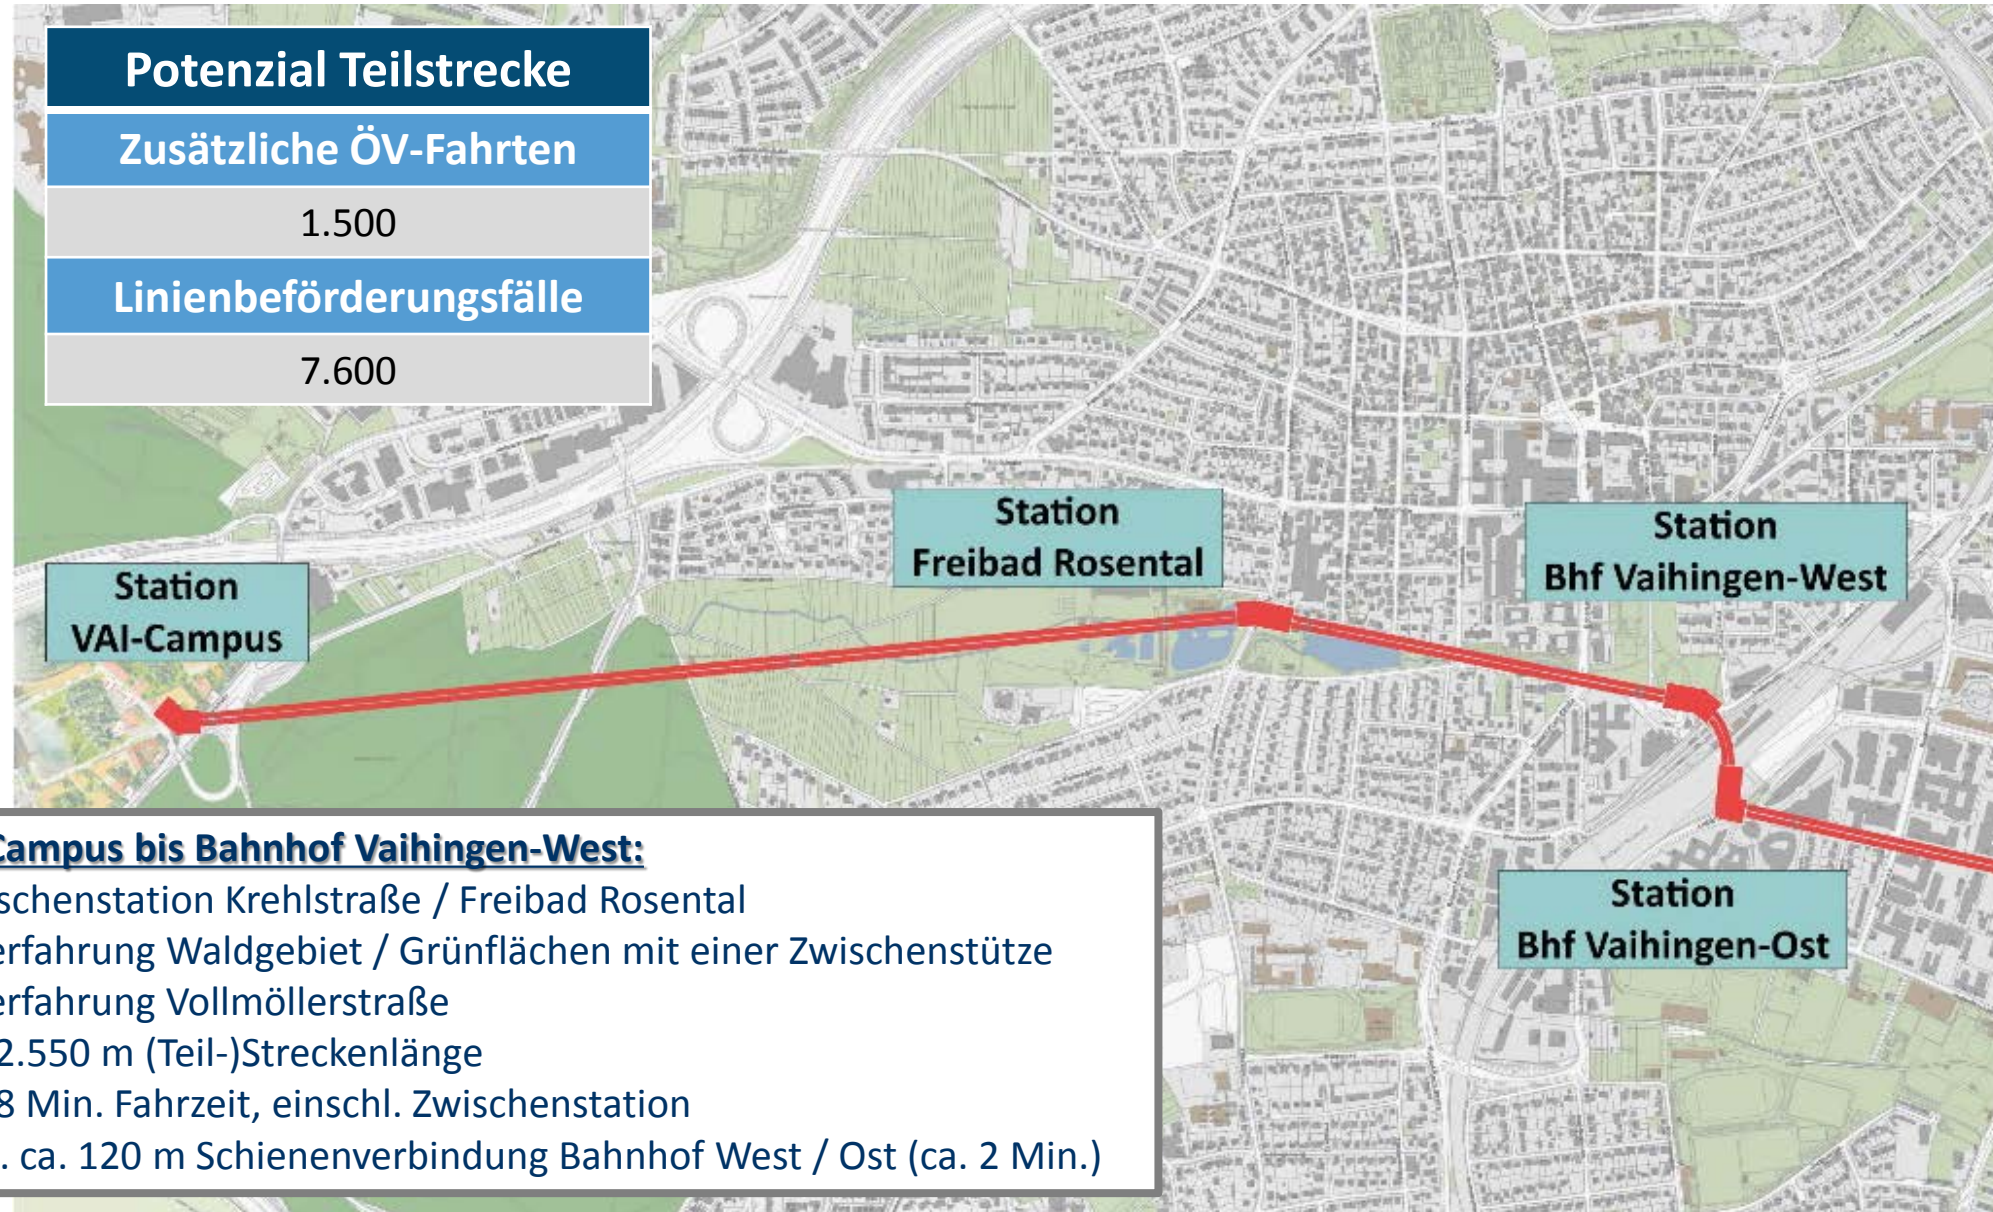 Potenzial Teilstrecke
Zusätzliche ÖV-Fahrten
1.500
Linienbeförderungsfälle
7.600
Station
VAI-Campus
Station
Freibad Rosental
Station
Bhf Vaihingen-West
Station
Bhf Vaihingen-Ost
Campus bis Bahnhof Vaihingen-West:
schenstation Krehlstraße / Freibad Rosental
erfahrung Waldgebiet / Grünflächen mit einer Zwischenstütze
erfahrung Vollmöllerstraße
2.550 m (Teil-)Streckenlänge
8 Min. Fahrzeit, einschl. Zwischenstation
. ca. 120 m Schienenverbindung Bahnhof West / Ost (ca. 2 Min.)